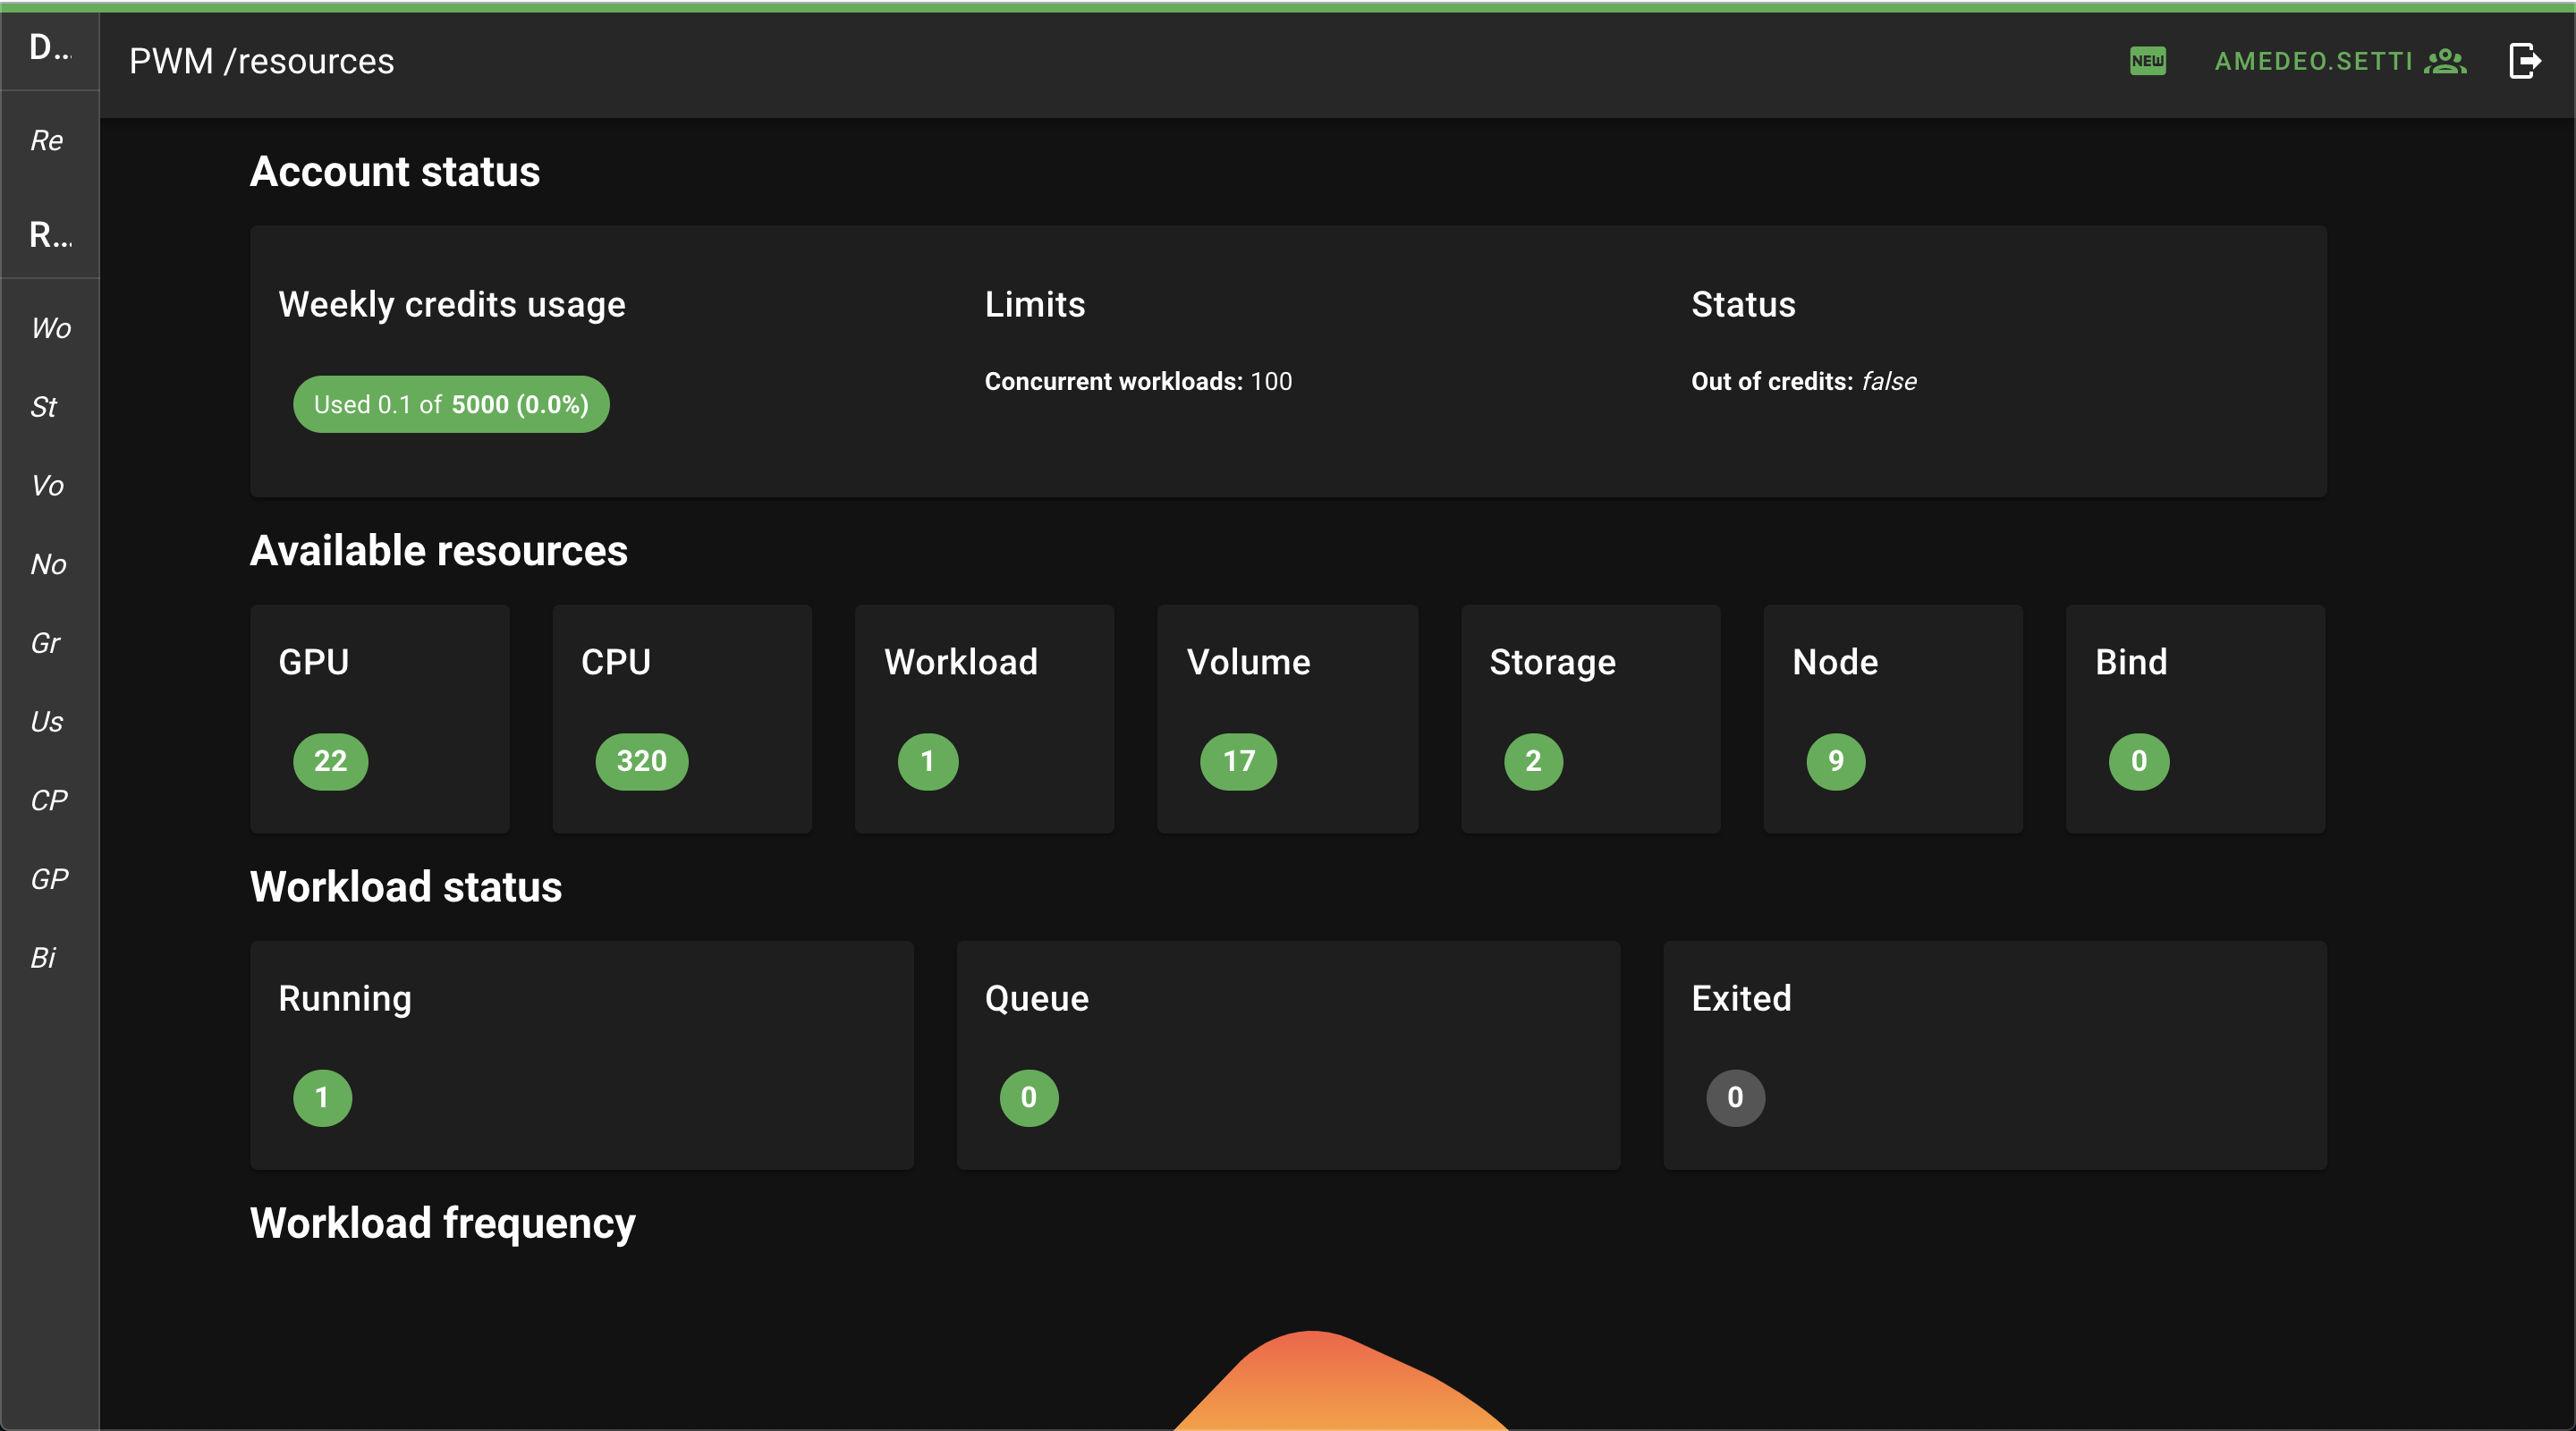 D...
PWM /resources
NEW
AMEDEO.SETTI
Re
R...
Wo
St
Vo
No
Gr
Us
CP
GP
Bi
Account status
Weekly credits usage
Used 0.1 of 5000 (0.0%)
Limits
Concurrent workloads: 100
Status
Out of credits: false
Available resources
GPU
22
CPU
320
Workload
1
Volume
17
Storage
2
Node
9
Bind
0
Workload status
Running
1
Queue
0
Exited
0
Workload frequency